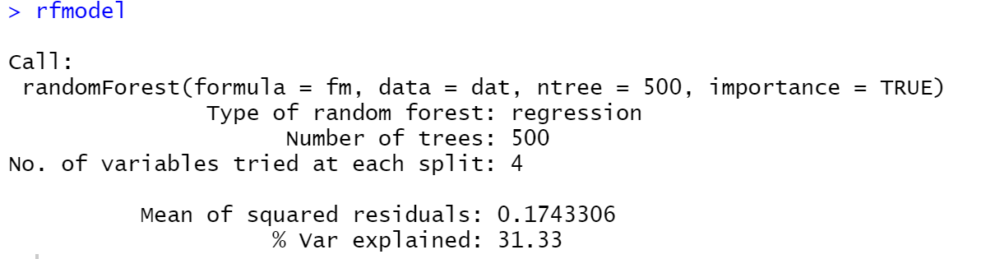 > rfmodel
Call:
randomForest(formula = fm, data = dat, ntree = 500, importance = TRUE)
Type of random forest: regression
Number of trees: 500
No. of variables tried at each split: 4
Mean of squared residuals: 0.1743306
% Var explained: 31.33